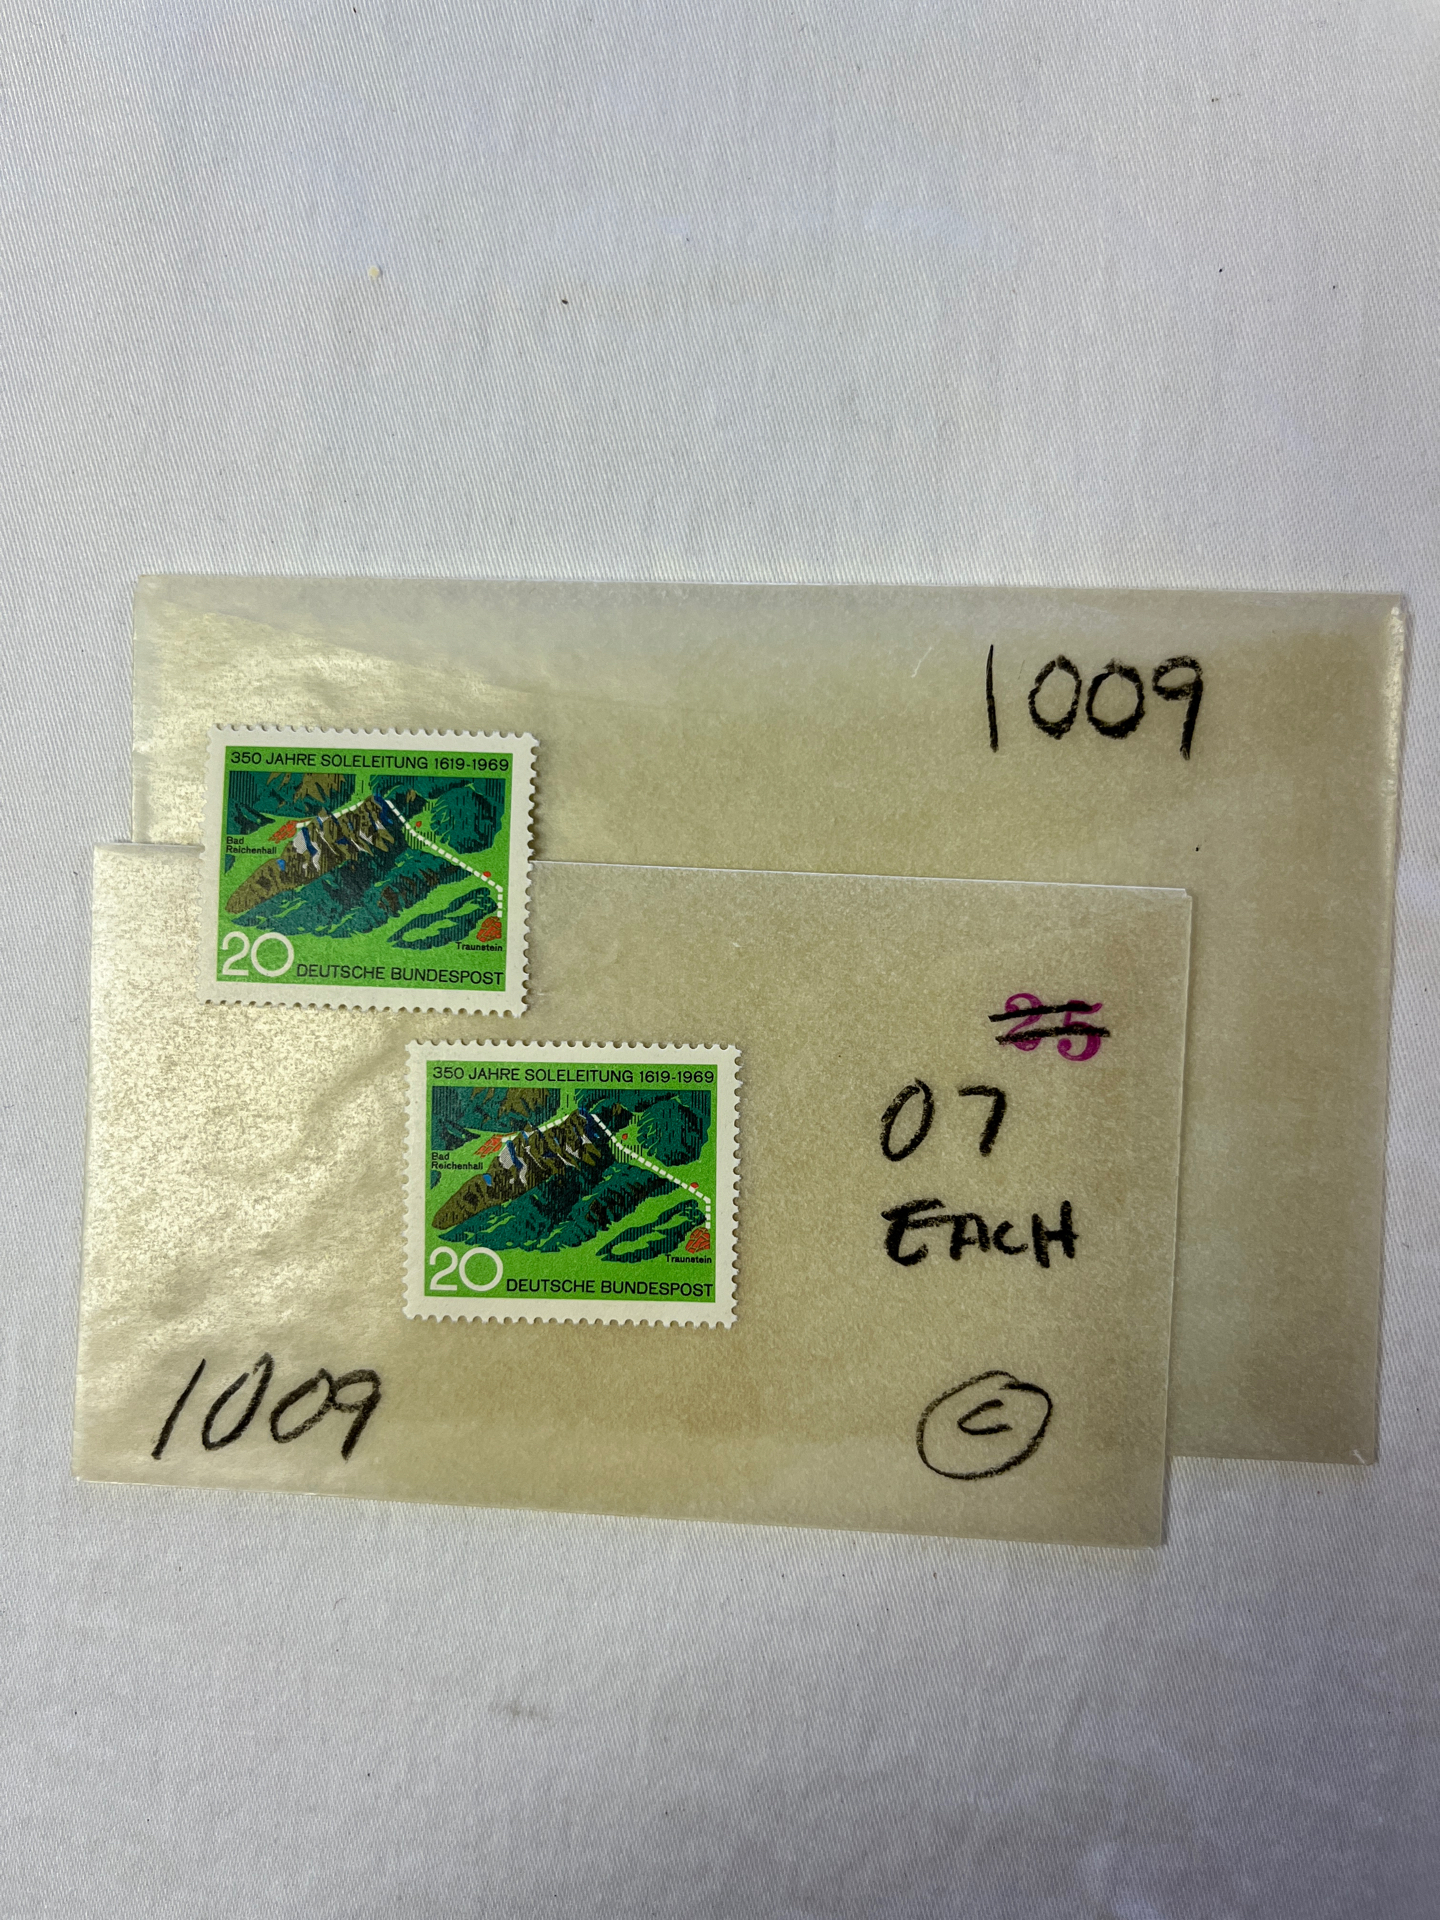 1009
350 JAHRE SOLELEITUNG 1619-1969
Bad
Reichenhall
Traunstein
20 DEUTSCHE BUNDESPOST
25
07
EACH
350 JAHRE SOLELEITUNG 1619-1969
Bad
Reichenhall
Traunstein
20 DEUTSCHE BUNDESPOST
1009
C